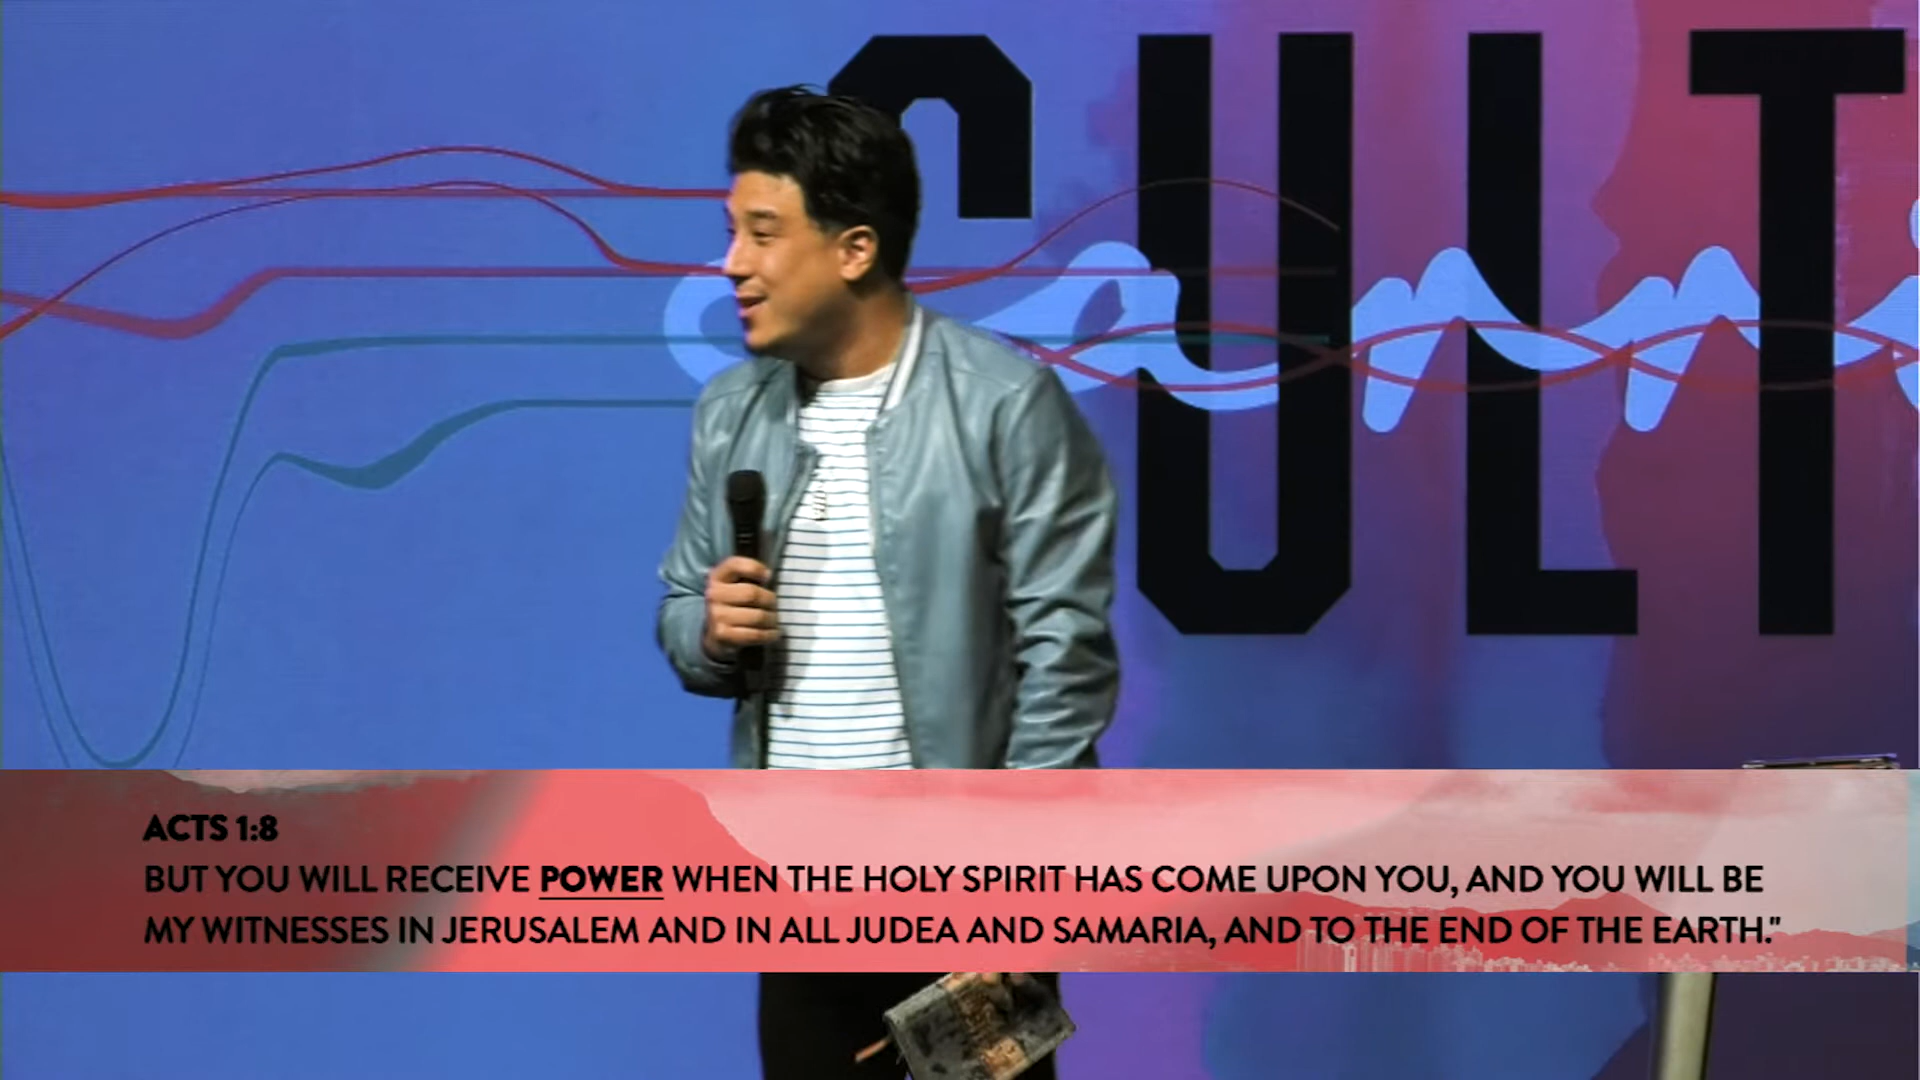 CULT
ACTS 1:8
BUT YOU WILL RECEIVE POWER WHEN THE HOLY SPIRIT HAS COME UPON YOU, AND YOU WILL BE
MY WITNESSES IN JERUSALEM AND IN ALL JUDEA AND SAMARIA, AND TO THE END OF THE EARTH."